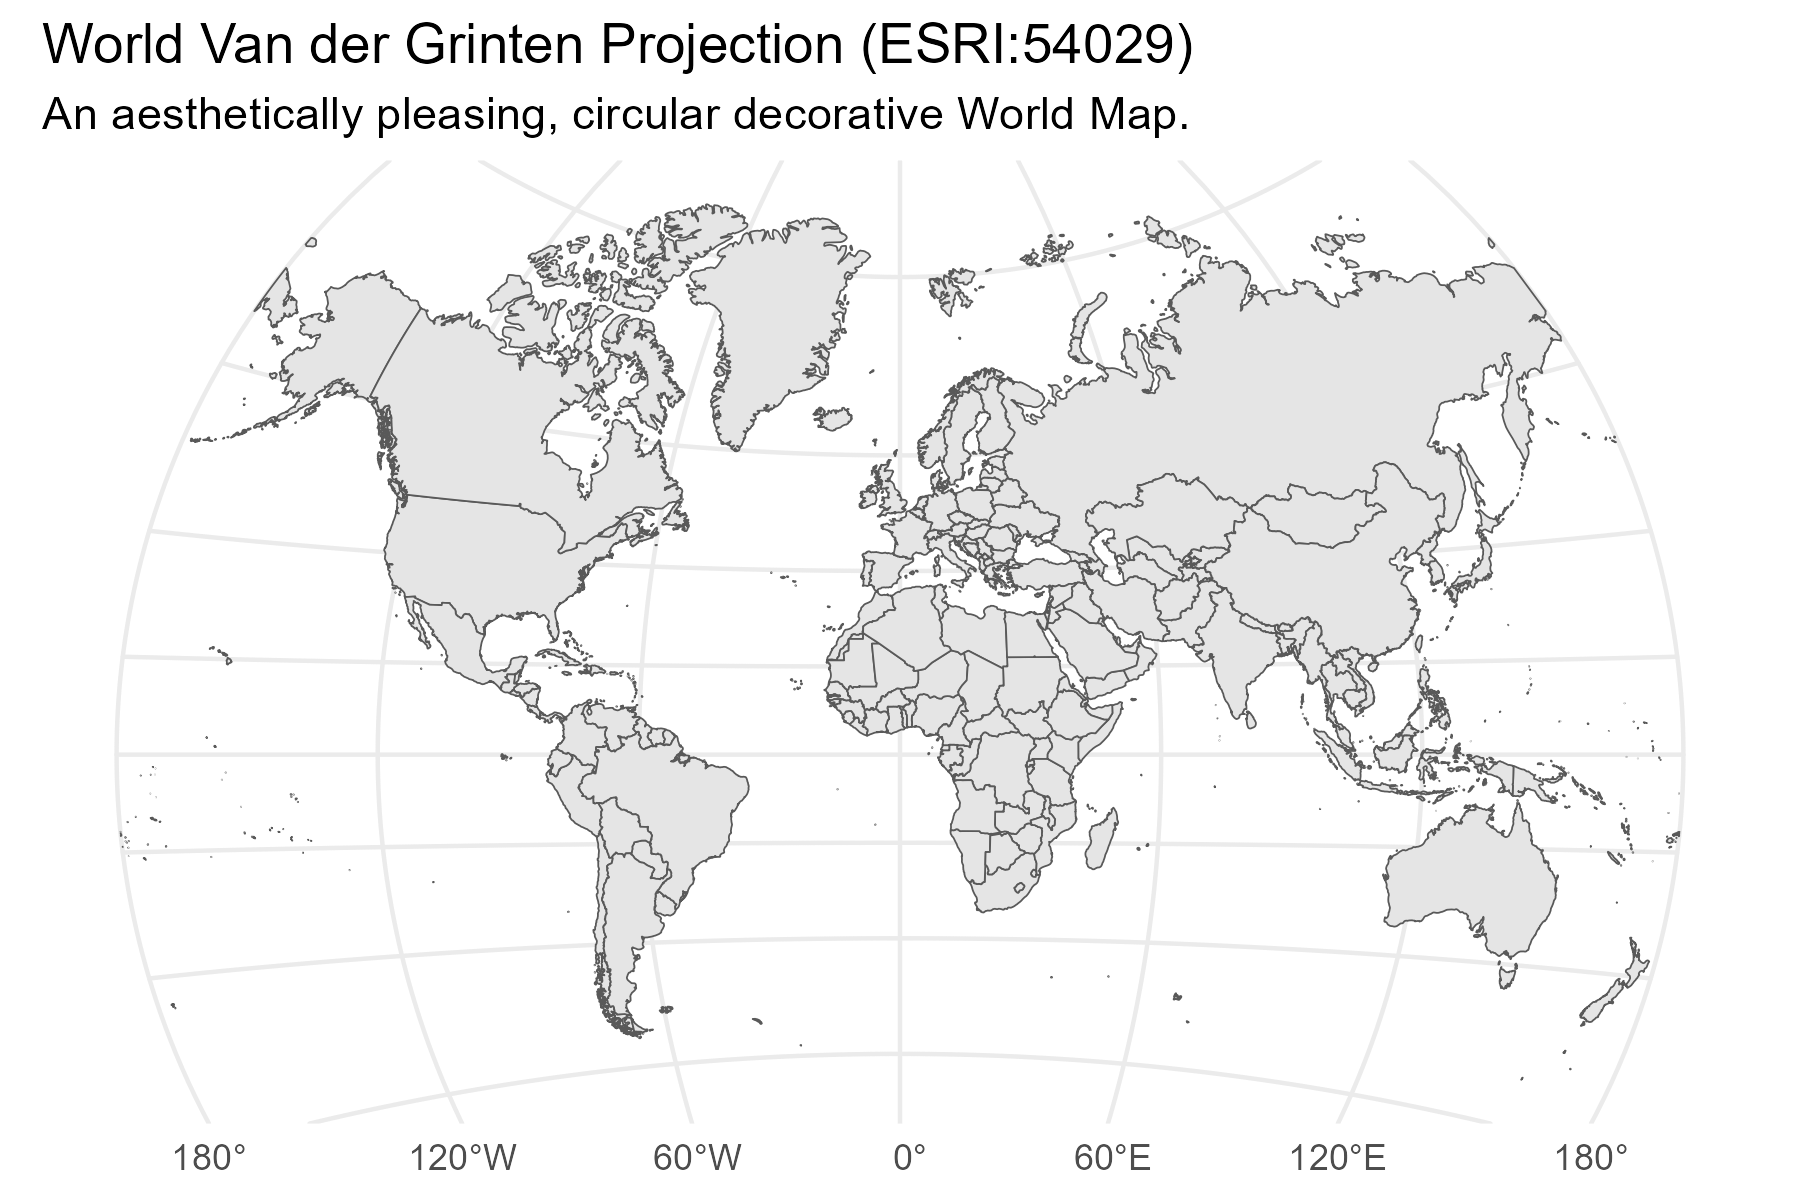 World Van der Grinten Projection (ESRI:54029)
An aesthetically pleasing, circular decorative World Map.
180° 120°W 60°W 0° 60°E 120°E 180°